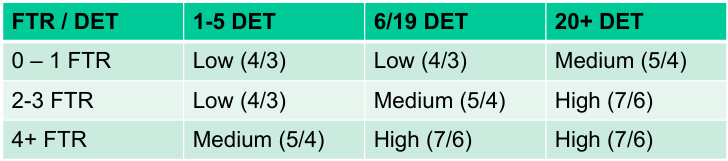 FTR / DET 1-5 DET 6/19 DET 20+ DET
0 – 1 FTR Low (4/3) Low (4/3) Medium (5/4)
2-3 FTR Low (4/3) Medium (5/4) High (7/6)
4+ FTR Medium (5/4) High (7/6) High (7/6)